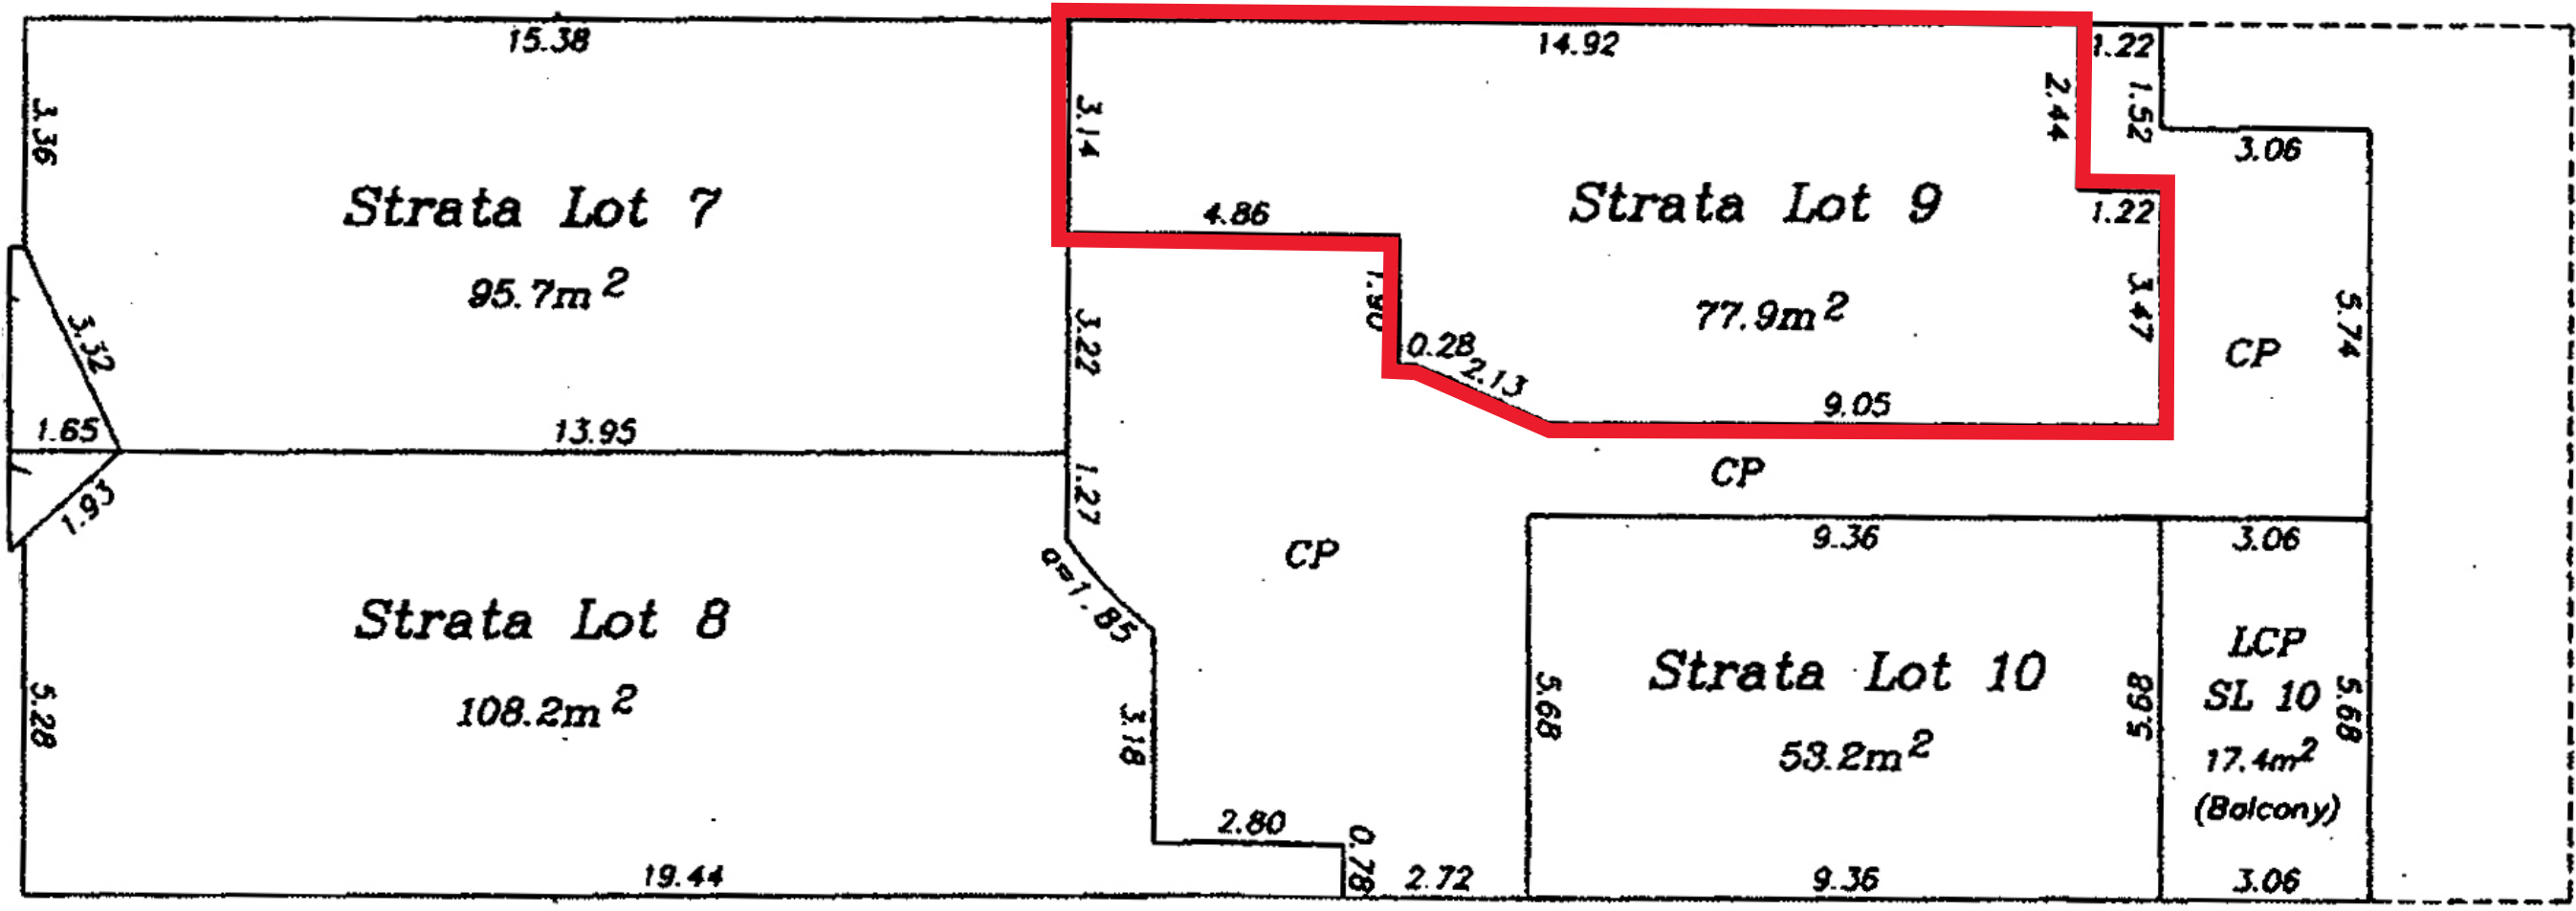 15.38
14.92
1.22
3.36
3.14
2.44
1.52
3.06
Strata Lot 7
95.7m²
4.86
Strata Lot 9
77.9m²
1.22
3.47
5.74
CP
3.32
3.22
1.90
0.28
2.13
9.05
1.65
13.95
1.93
1.27
CP
a=1.85
CP
9.36
3.06
Strata Lot 8
108.2m²
5.28
3.18
5.68
Strata Lot 10
53.2m²
5.68
LCP
SL 10
17.4m²
(Balcony)
5.68
2.80
0.78
19.44
2.72
9.36
3.06